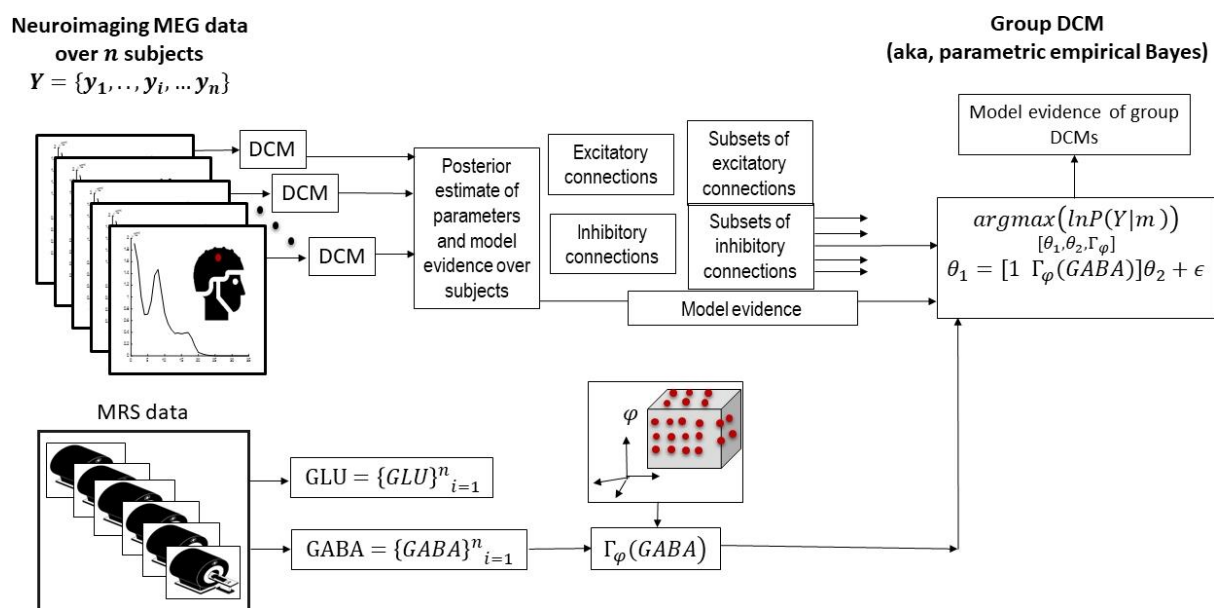 Neuroimaging MEG data
over n subjects
Y = {y₁,.., yᵢ, … yₙ}
Group DCM
(aka, parametric empirical Bayes)
Model evidence of group
DCMs
DCM
DCM
DCM
Posterior
estimate of
parameters
and model
evidence over
subjects
Excitatory
connections
Subsets of
excitatory
connections
Inhibitory
connections
Subsets of
inhibitory
connections
Model evidence
argmax(lnP(Y|m ))
[θ₁,θ₂,Γφ]
θ₁ = [1 Γφ(GABA)]θ₂ + ϵ
MRS data
φ
GLU = {GLU}ⁿᵢ₌₁
GABA = {GABA}ⁿᵢ₌₁
Γφ(GABA)